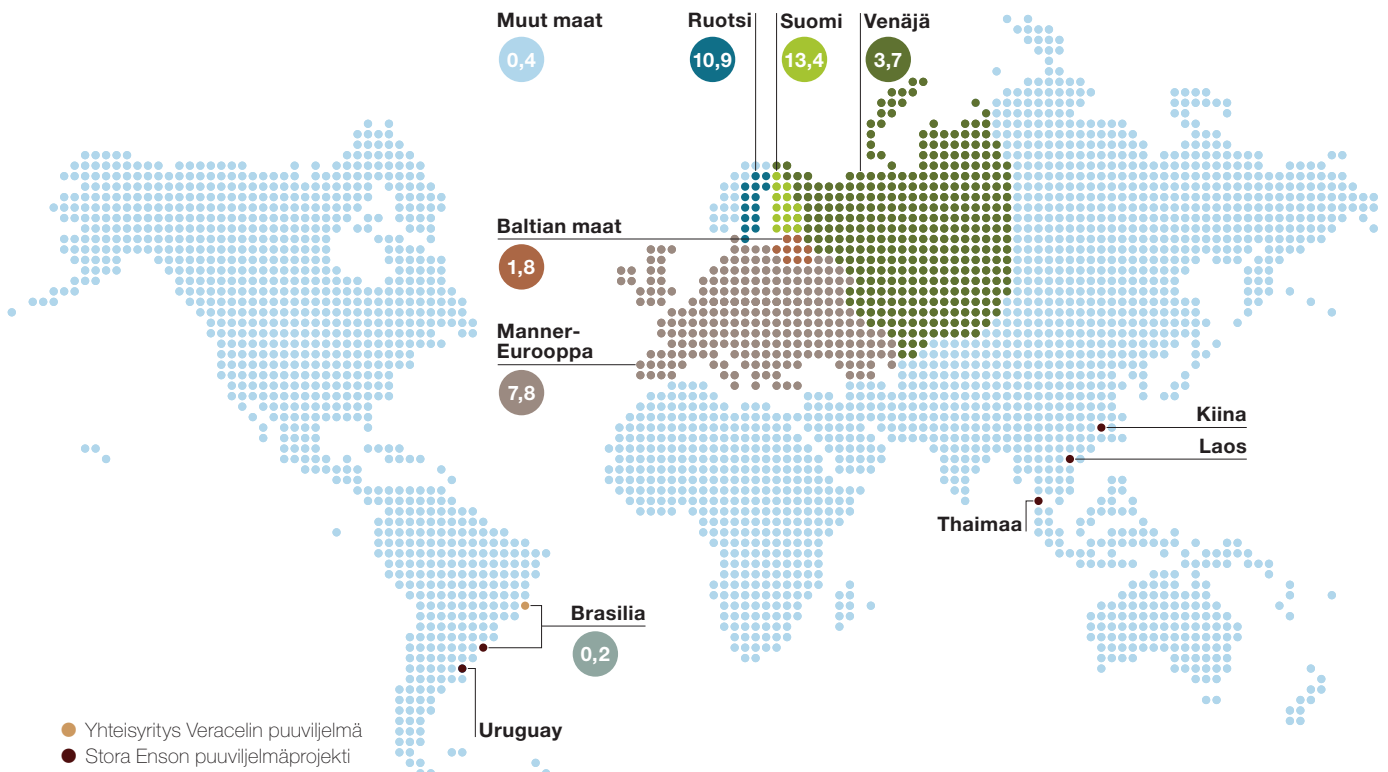 Muut maat
0,4
Ruotsi
10,9
Suomi
13,4
Venäjä
3,7
Baltian maat
1,8
Manner-
Eurooppa
7,8
Kiina
Laos
Thaimaa
Brasilia
0,2
Uruguay
Yhteisyritys Veracelin puuviljelmä
Stora Enson puuviljelmäprojekti